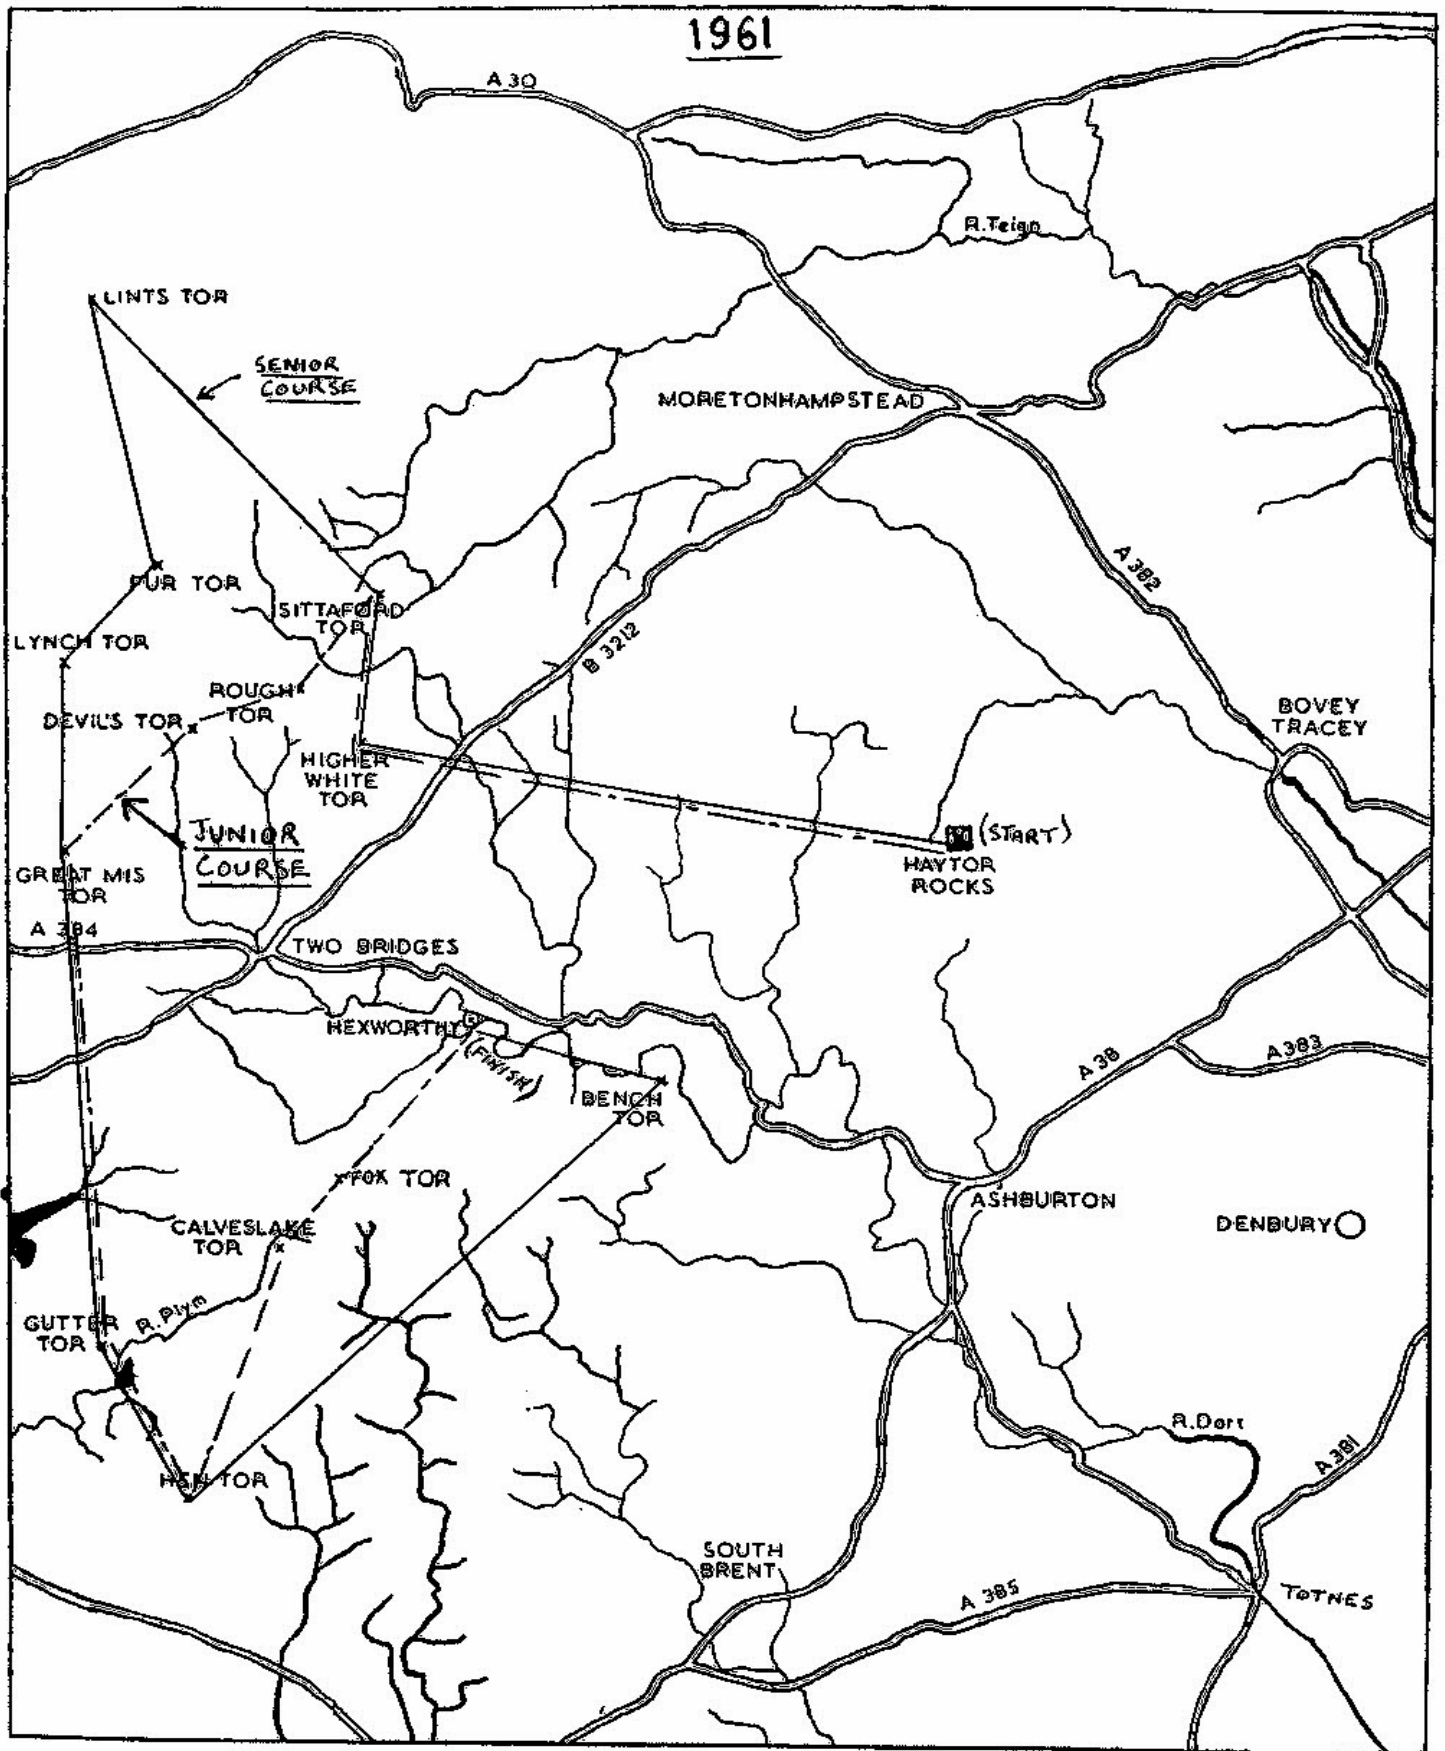 1961
A 30
R. Teign
LINTS TOR
SENIOR
COURSE
MORETONHAMPSTEAD
A 382
FUR TOR
SITTAFORD
TOR
LYNCH TOR
B 3212
ROUGH
TOR
DEVIL'S TOR
BOVEY
TRACEY
HIGHER
WHITE
TOR
JUNIOR
COURSE
(START)
HAYTOR
ROCKS
GREAT MIS
TOR
A 384
TWO BRIDGES
HEXWORTHY
(FINISH)
A 38
A 383
BENCH
TOR
FOX TOR
ASHBURTON
CALVESLAKE
TOR
DENBURY
R. Plym
GUTTER
TOR
R. Dart
A 381
HEN TOR
SOUTH
BRENT
A 385
TOTNES